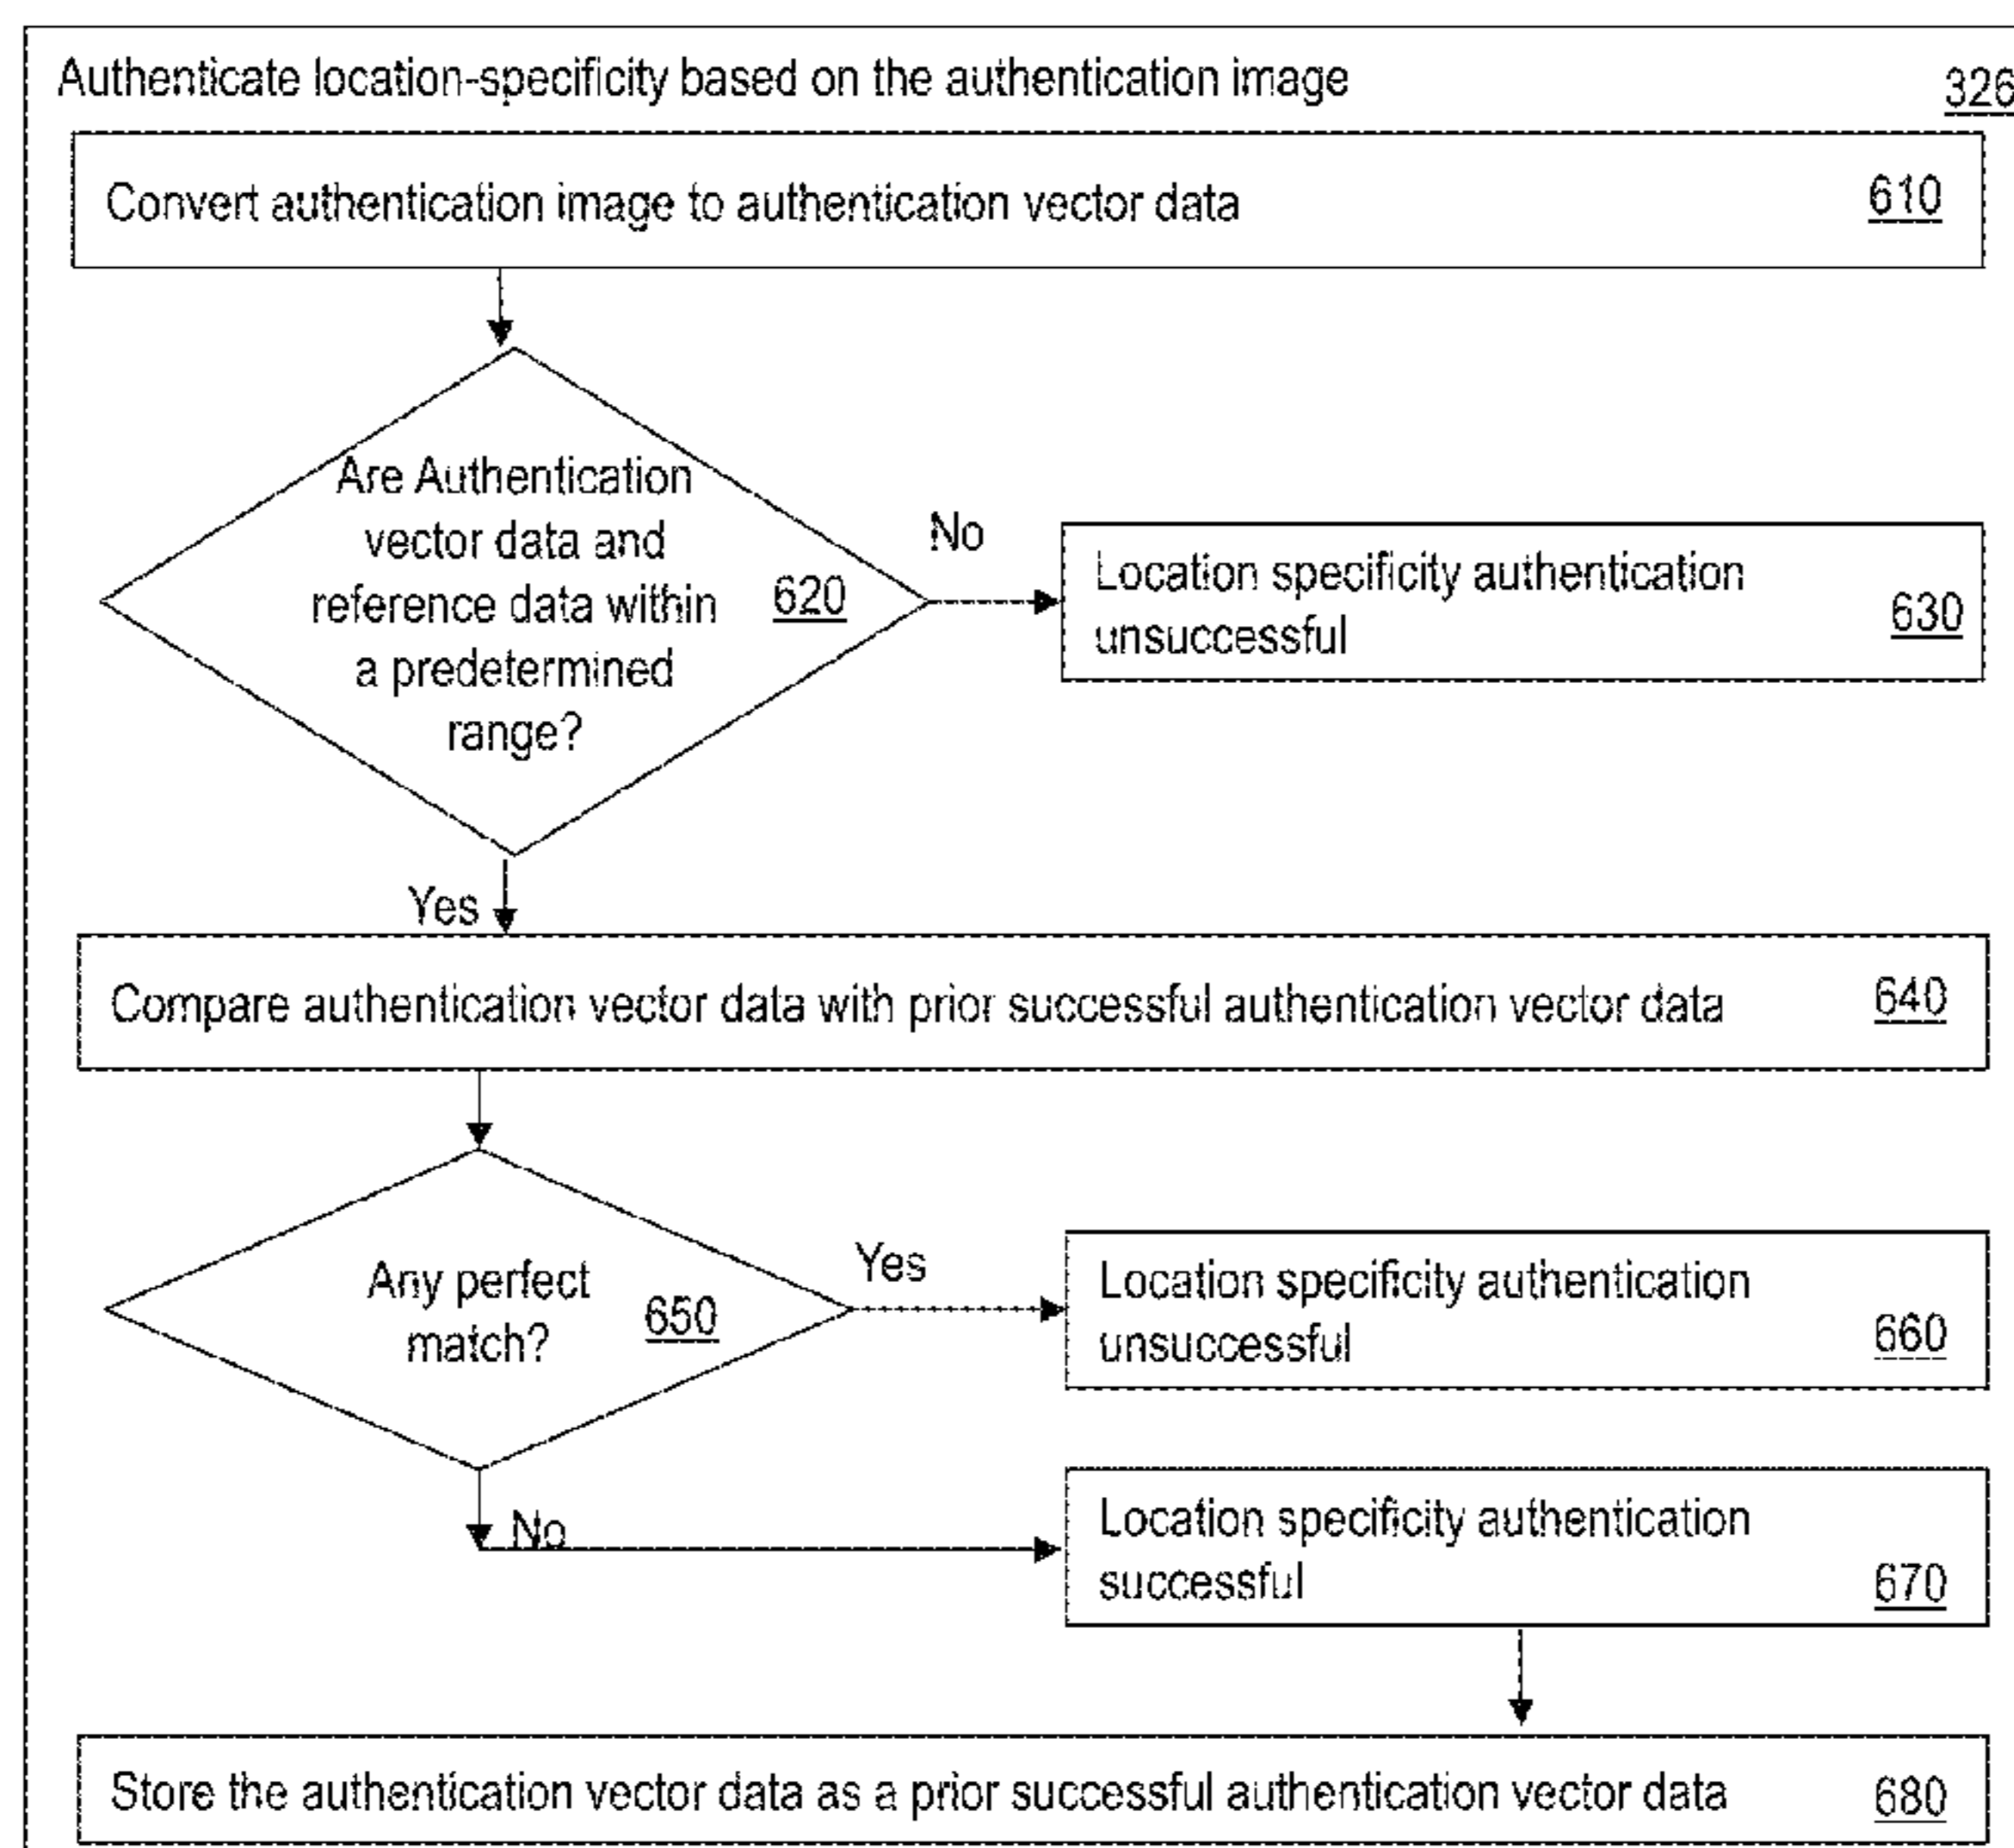 Authenticate location-specificity based on the authentication image
326
Convert authentication image to authentication vector data
610
Are Authentication
vector data and
reference data within
a predetermined
range?
620
No
Location specificity authentication
unsuccessful
630
Yes
Compare authentication vector data with prior successful authentication vector data
640
Any perfect
match?
650
Yes
Location specificity authentication
unsuccessful
660
No
Location specificity authentication
successful
670
Store the authentication vector data as a prior successful authentication vector data
680